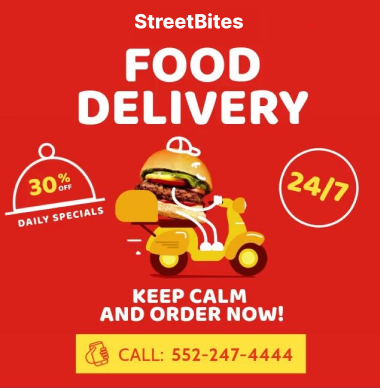 StreetBites
FOOD
DELIVERY
30%
OFF
DAILY SPECIALS
24/7
KEEP CALM
AND ORDER NOW!
CALL: 552-247-4444